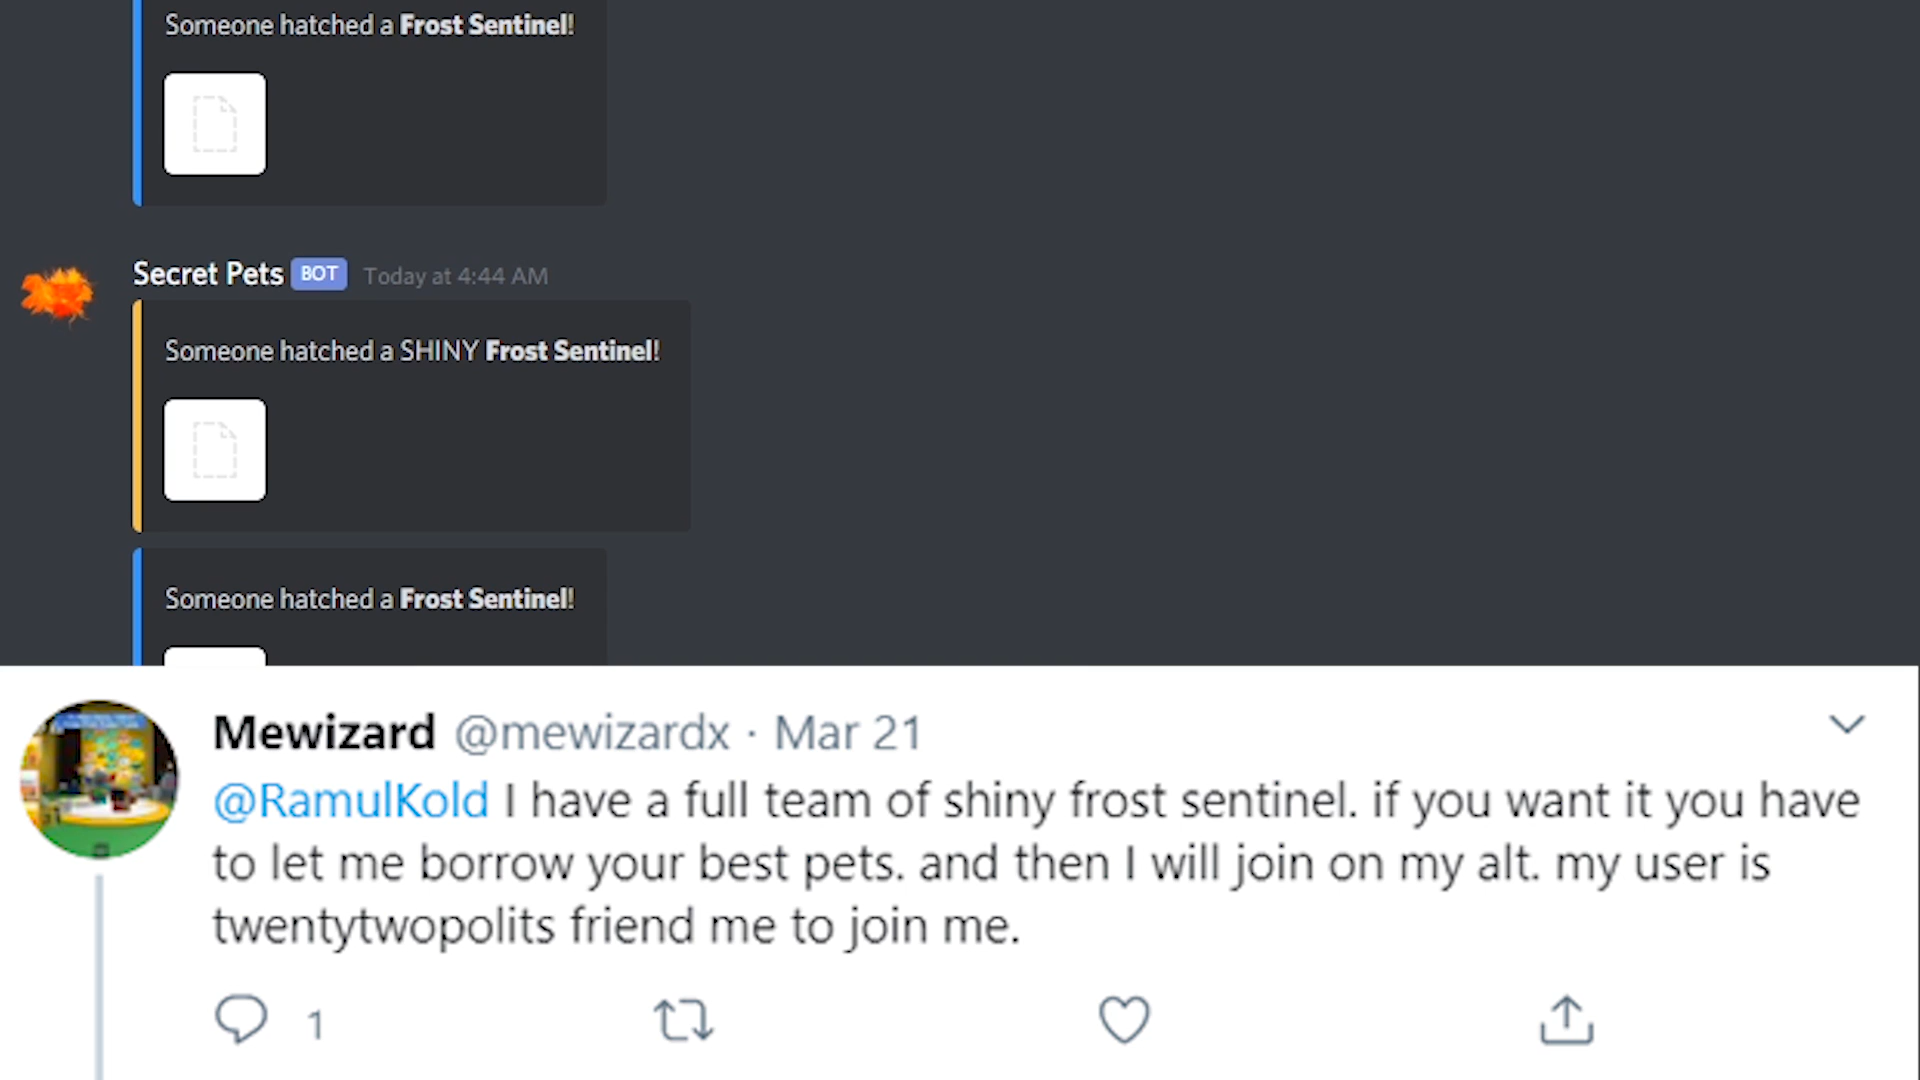 Someone hatched a Frost Sentinel!
Secret Pets BOT Today at 4:44 AM
Someone hatched a SHINY Frost Sentinel!
Someone hatched a Frost Sentinel!
Mewizard @mewizardx · Mar 21
@RamulKold I have a full team of shiny frost sentinel. if you want it you have
to let me borrow your best pets. and then I will join on my alt. my user is
twentytwopolits friend me to join me.
1